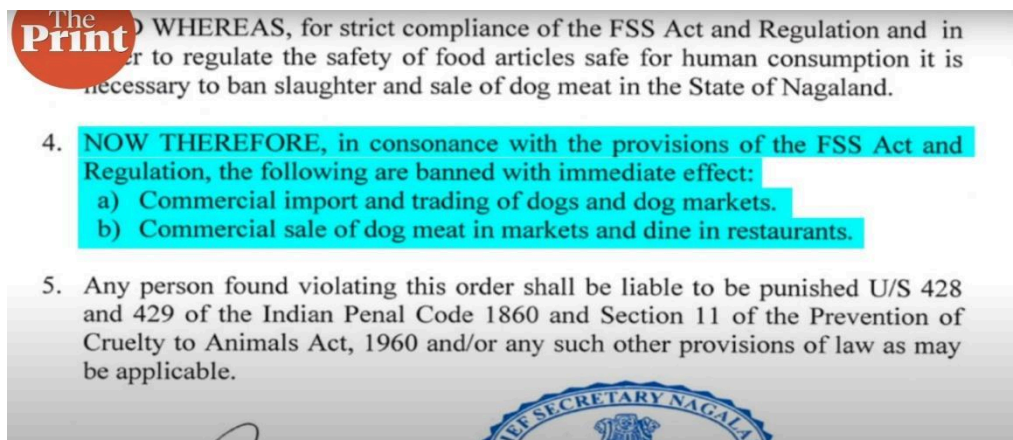 The
Print
WHEREAS, for strict compliance of the FSS Act and Regulation and in
to regulate the safety of food articles safe for human consumption it is
necessary to ban slaughter and sale of dog meat in the State of Nagaland.
4. NOW THEREFORE, in consonance with the provisions of the FSS Act and
Regulation, the following are banned with immediate effect:
a) Commercial import and trading of dogs and dog markets.
b) Commercial sale of dog meat in markets and dine in restaurants.
5. Any person found violating this order shall be liable to be punished U/S 428
and 429 of the Indian Penal Code 1860 and Section 11 of the Prevention of
Cruelty to Animals Act, 1960 and/or any such other provisions of law as may
be applicable.
SECRETARY